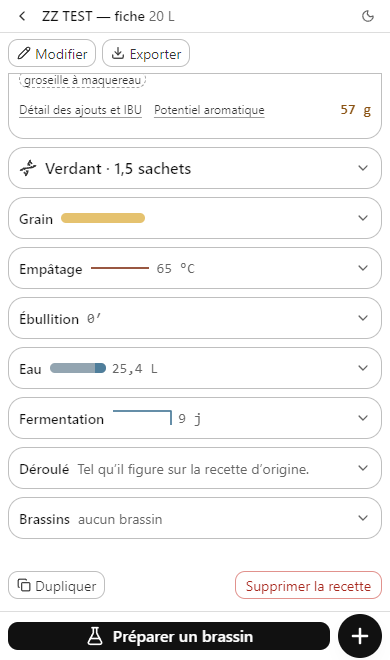 ZZ TEST — fiche 20 L
Modifier
Exporter
groseille à maquereau
Détail des ajouts et IBU
Potentiel aromatique
57 g
Verdant · 1,5 sachets
Grain
Empâtage 65 °C
Ébullition 0′
Eau 25,4 L
Fermentation 9 j
Déroulé Tel qu’il figure sur la recette d’origine.
Brassins aucun brassin
Dupliquer
Supprimer la recette
Préparer un brassin